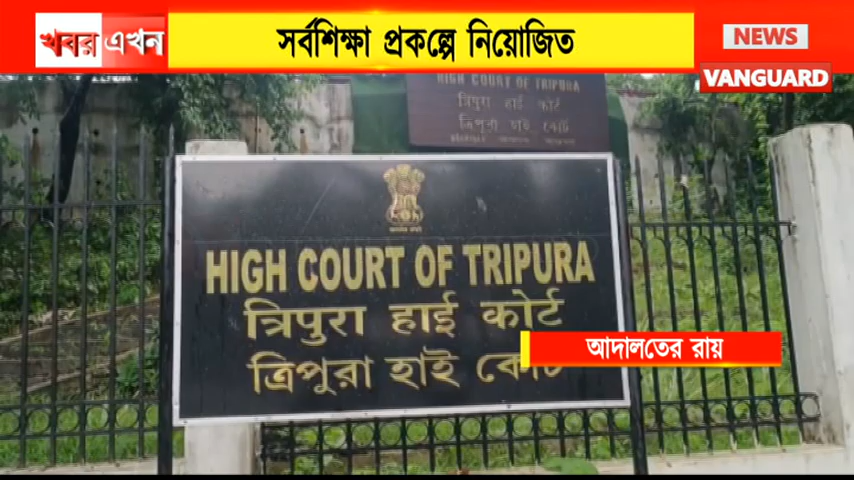 খবর এখন
সর্বশিক্ষা প্রকল্পে নিয়োজিত
NEWS
VANGUARD
HIGH COURT OF TRIPURA
ত্রিপুরা হাই কোর্ট
ত্রিপুরা হাই কোর্ট
HIGH COURT OF TRIPURA
ত্রিপুরা হাই কোর্ট
ত্রিপুরা হাই কোর্ট
আদালতের রায়